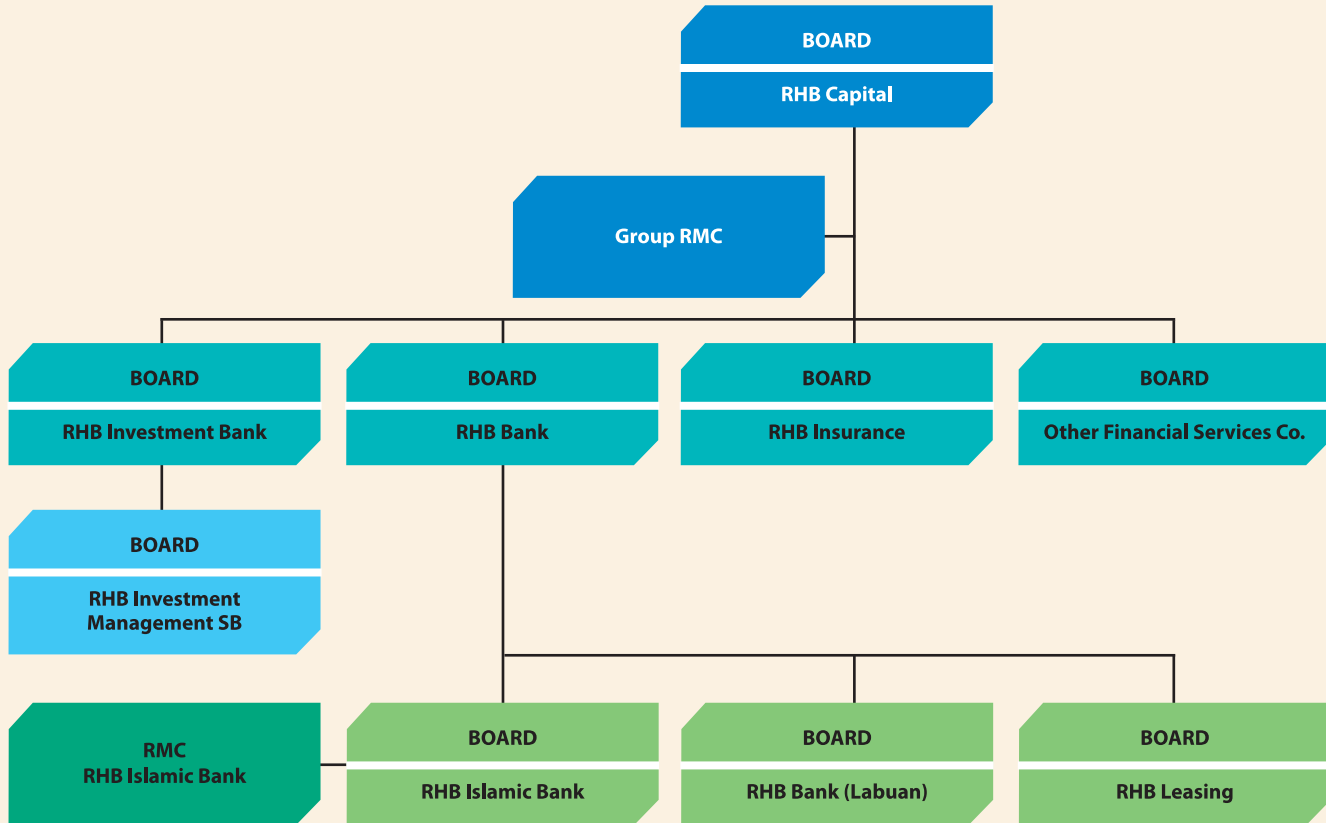 BOARD
RHB Capital
Group RMC
BOARD
RHB Investment Bank
BOARD
RHB Bank
BOARD
RHB Insurance
BOARD
Other Financial Services Co.
BOARD
RHB Investment
Management SB
RMC
RHB Islamic Bank
BOARD
RHB Islamic Bank
BOARD
RHB Bank (Labuan)
BOARD
RHB Leasing